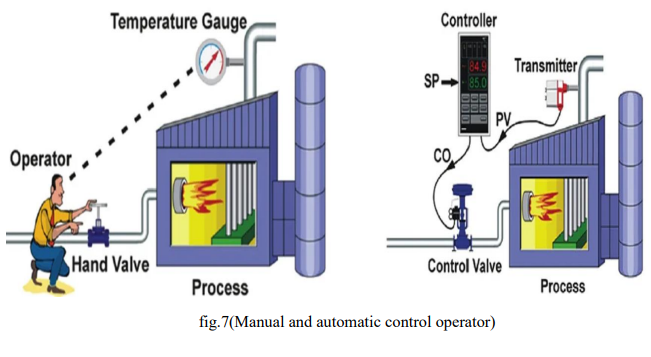 Temperature Gauge
Operator
Hand Valve
Process
Controller
84.9
SP
85.0
Transmitter
PV
CO
Control Valve
Process
fig.7(Manual and automatic control operator)